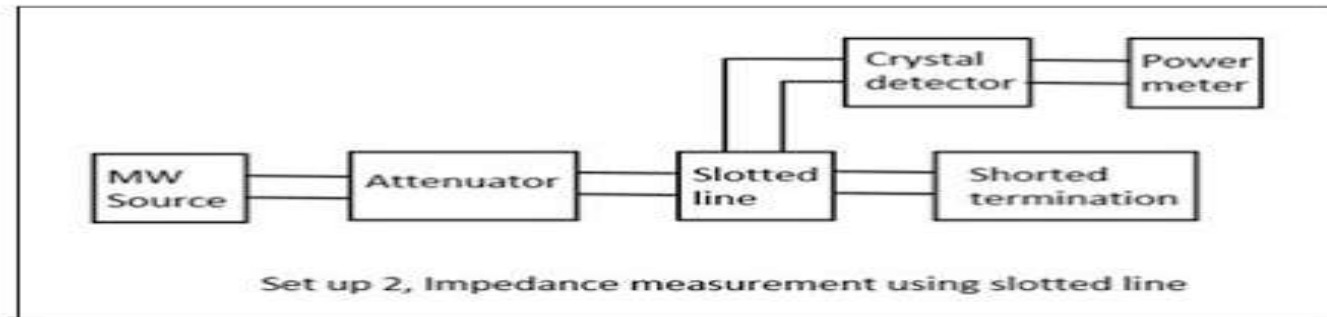 Crystal
detector
Power
meter
MW
Source
Attenuator
Slotted
line
Shorted
termination
Set up 2, Impedance measurement using slotted line